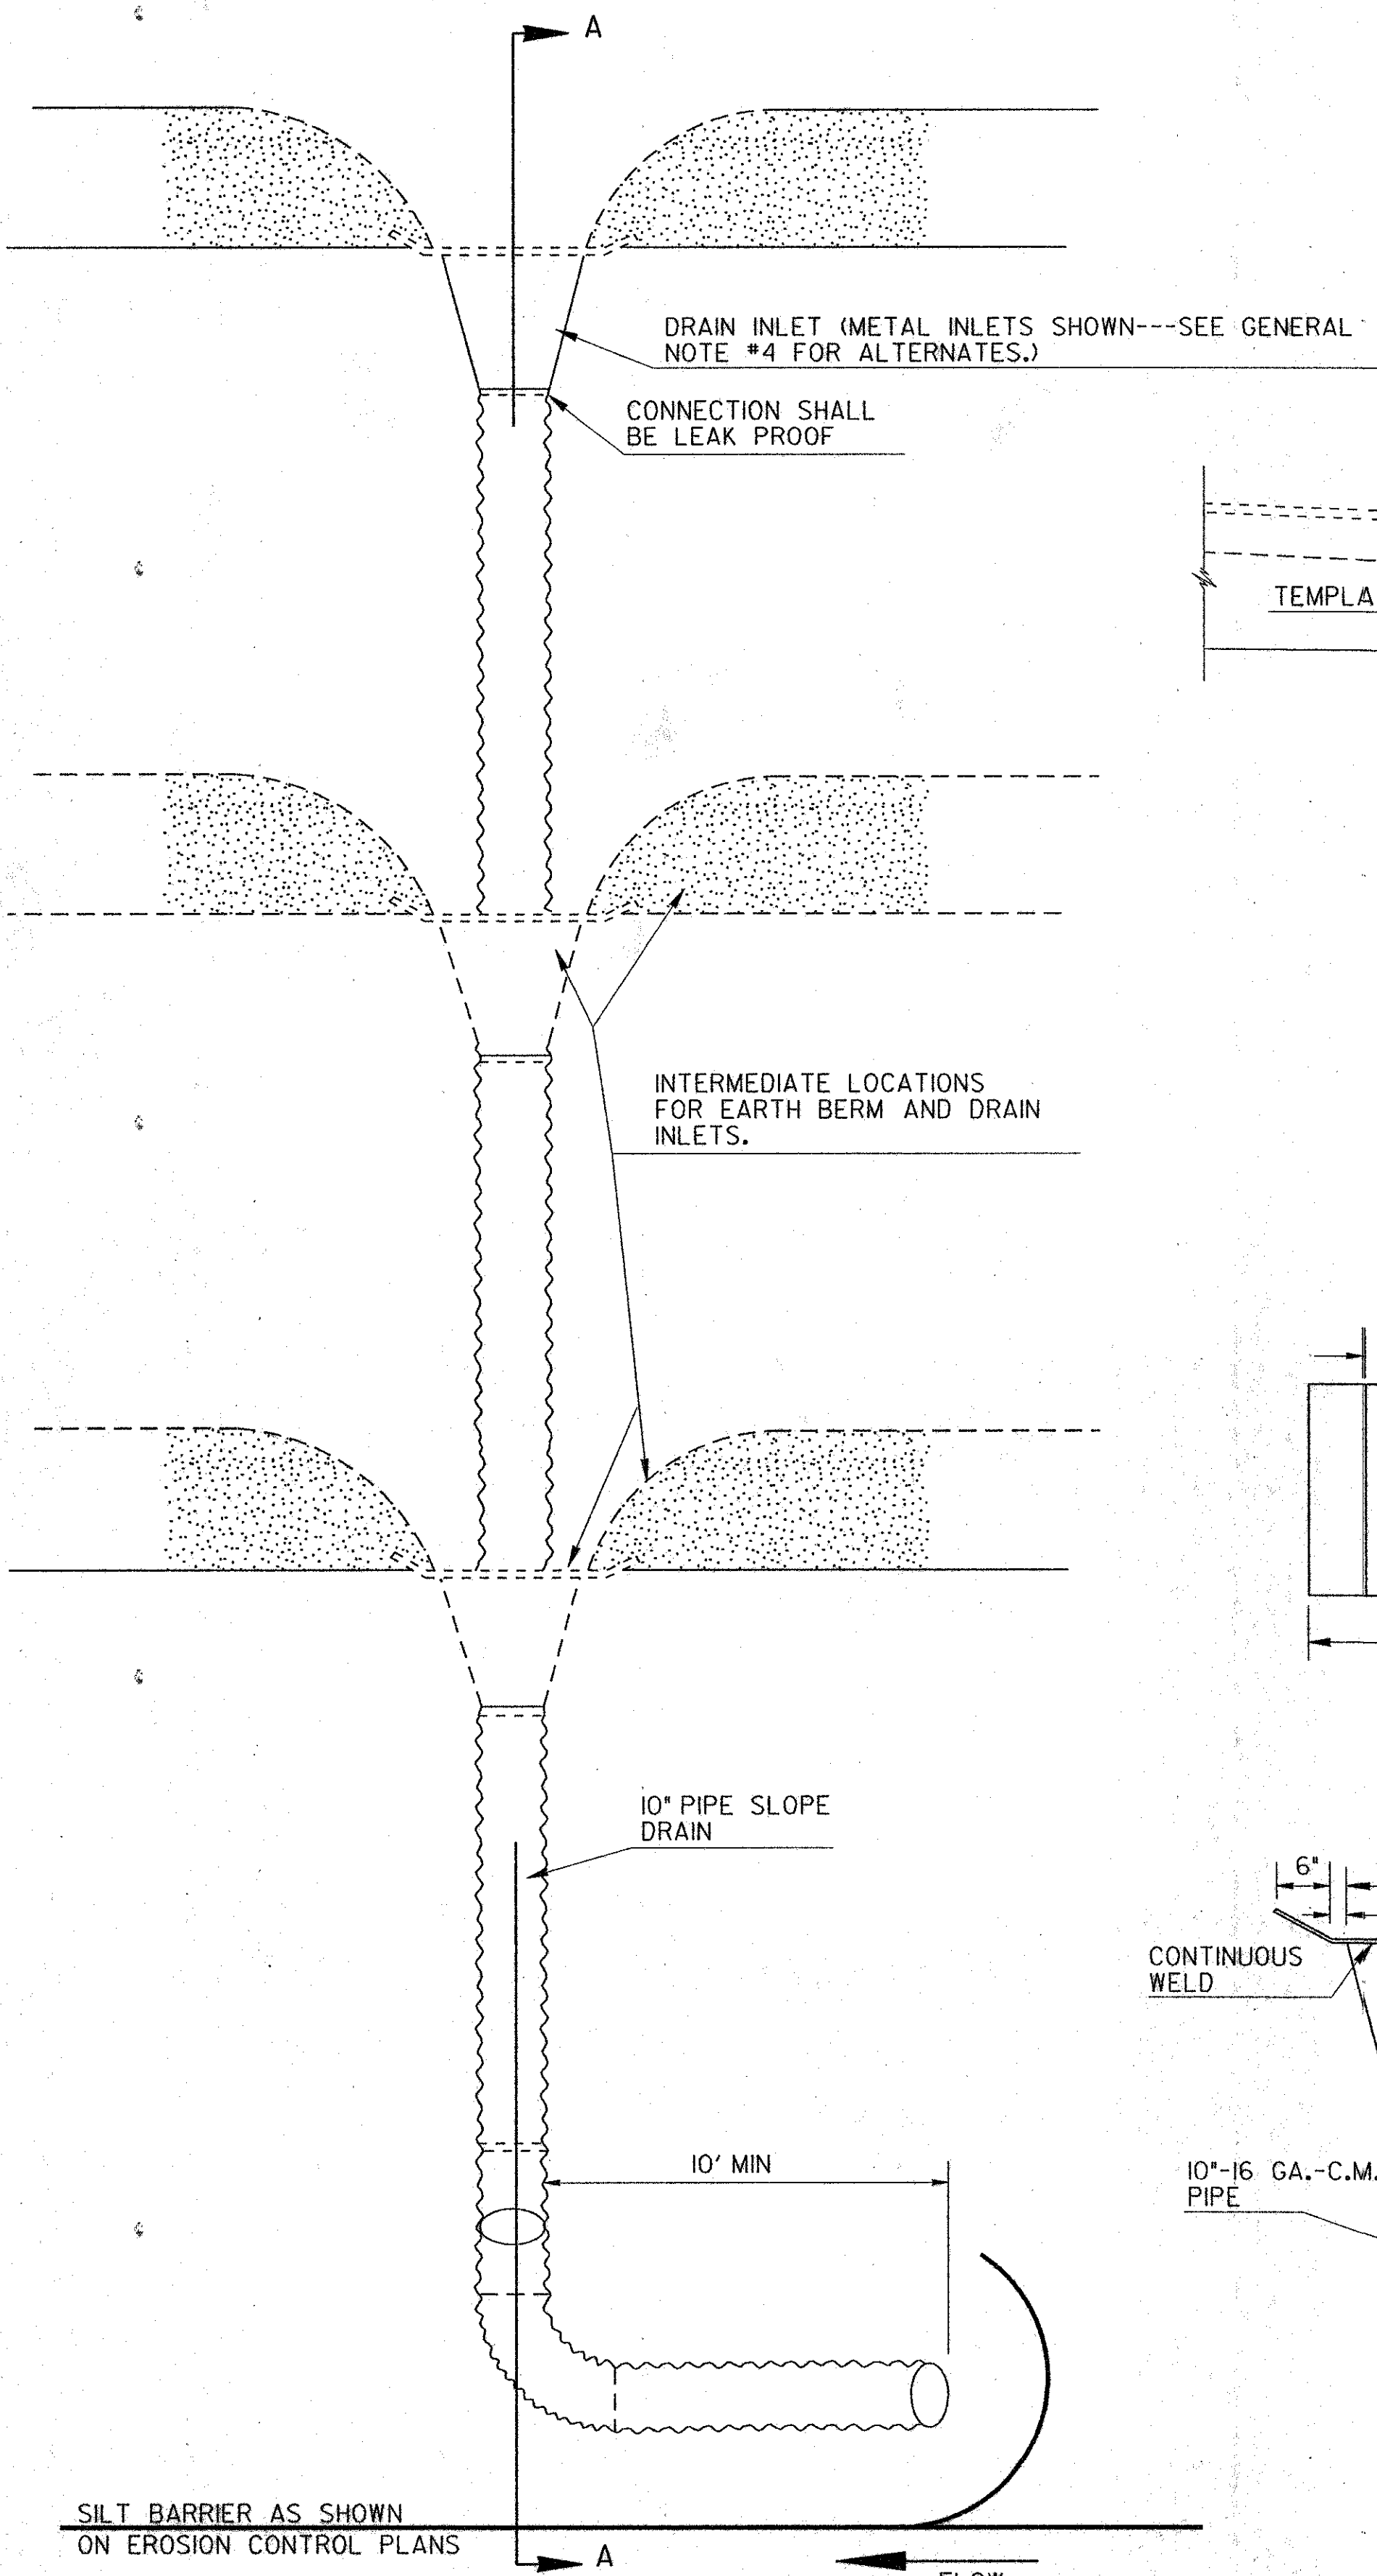 A
DRAIN INLET (METAL INLETS SHOWN---SEE GENERAL
NOTE #4 FOR ALTERNATES.)
CONNECTION SHALL
BE LEAK PROOF
TEMPLA
INTERMEDIATE LOCATIONS
FOR EARTH BERM AND DRAIN
INLETS.
10" PIPE SLOPE
DRAIN
6"
CONTINUOUS
WELD
10' MIN
10"-16 GA.-C.M.
PIPE
SILT BARRIER AS SHOWN
ON EROSION CONTROL PLANS
A
FLOW